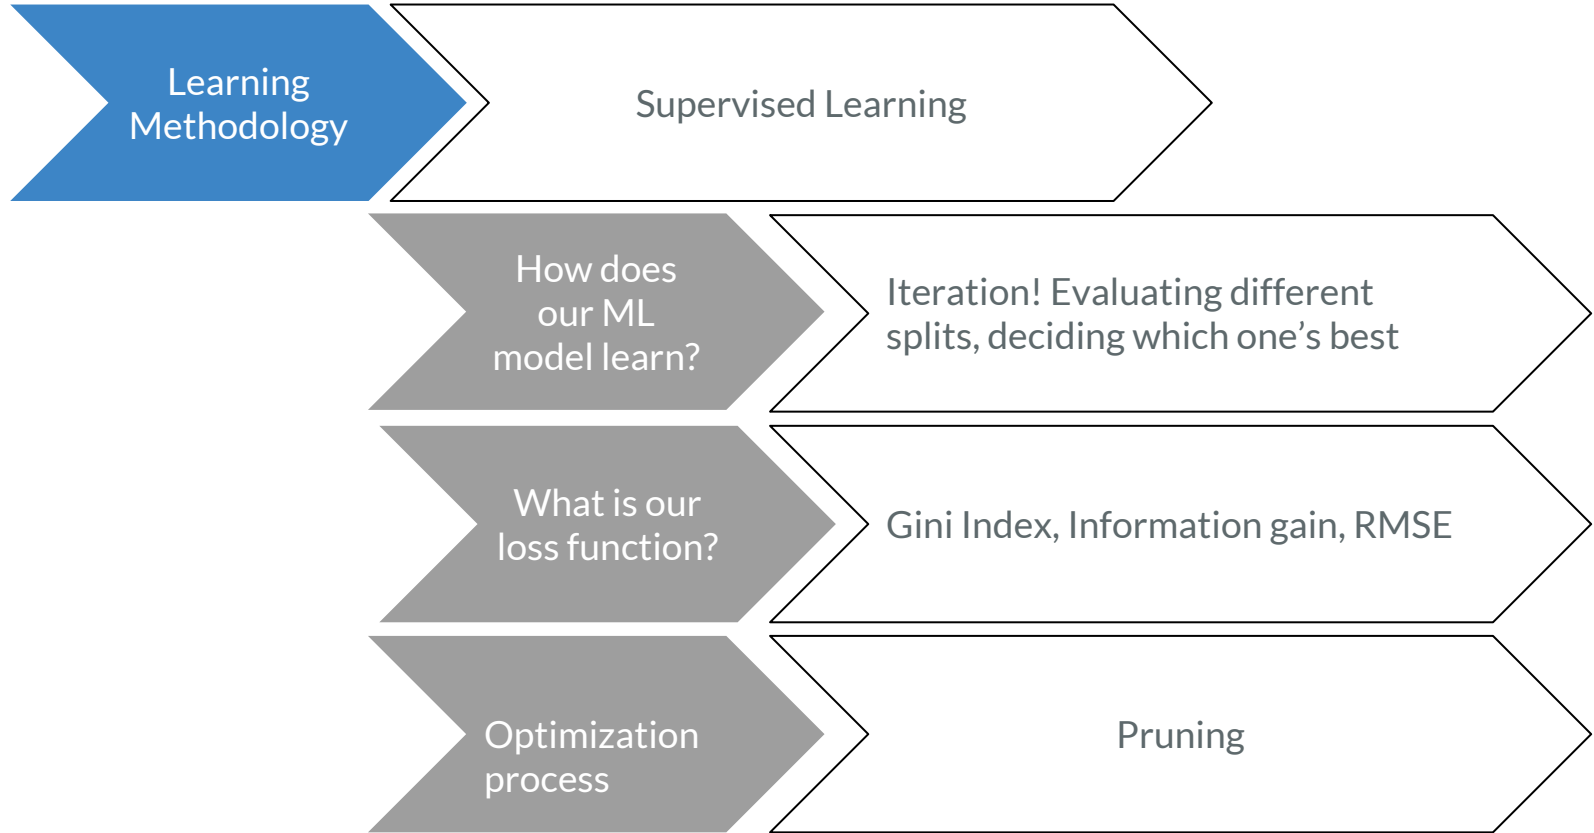 Learning
Methodology
Supervised Learning
How does
our ML
model learn?
Iteration! Evaluating different
splits, deciding which one’s best
What is our
loss function?
Gini Index, Information gain, RMSE
Optimization
process
Pruning